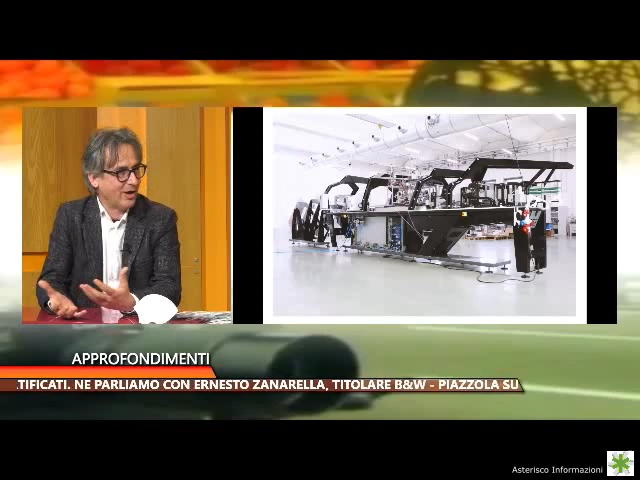 APPROFONDIMENTI
.TIFICATI. NE PARLIAMO CON ERNESTO ZANARELLA, TITOLARE B&W - PIAZZOLA SU
Asterisco Informazioni